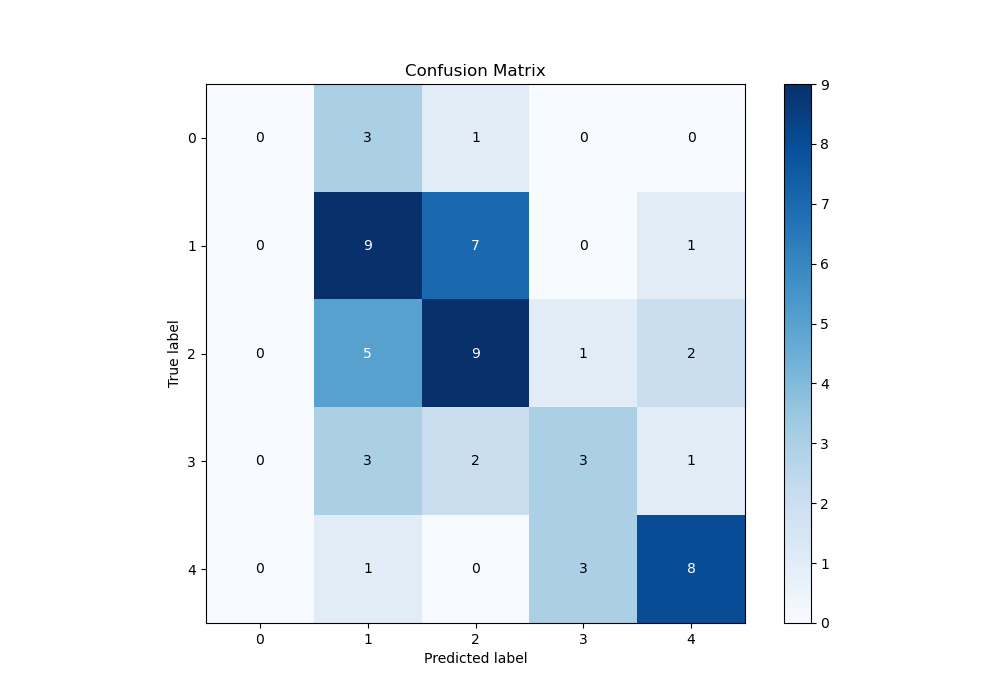 Confusion Matrix
True label
0 0 3 1 0 0
1 0 9 7 0 1
2 0 5 9 1 2
3 0 3 2 3 1
4 0 1 0 3 8
0 1 2 3 4
Predicted label
9
8
7
6
5
4
3
2
1
0